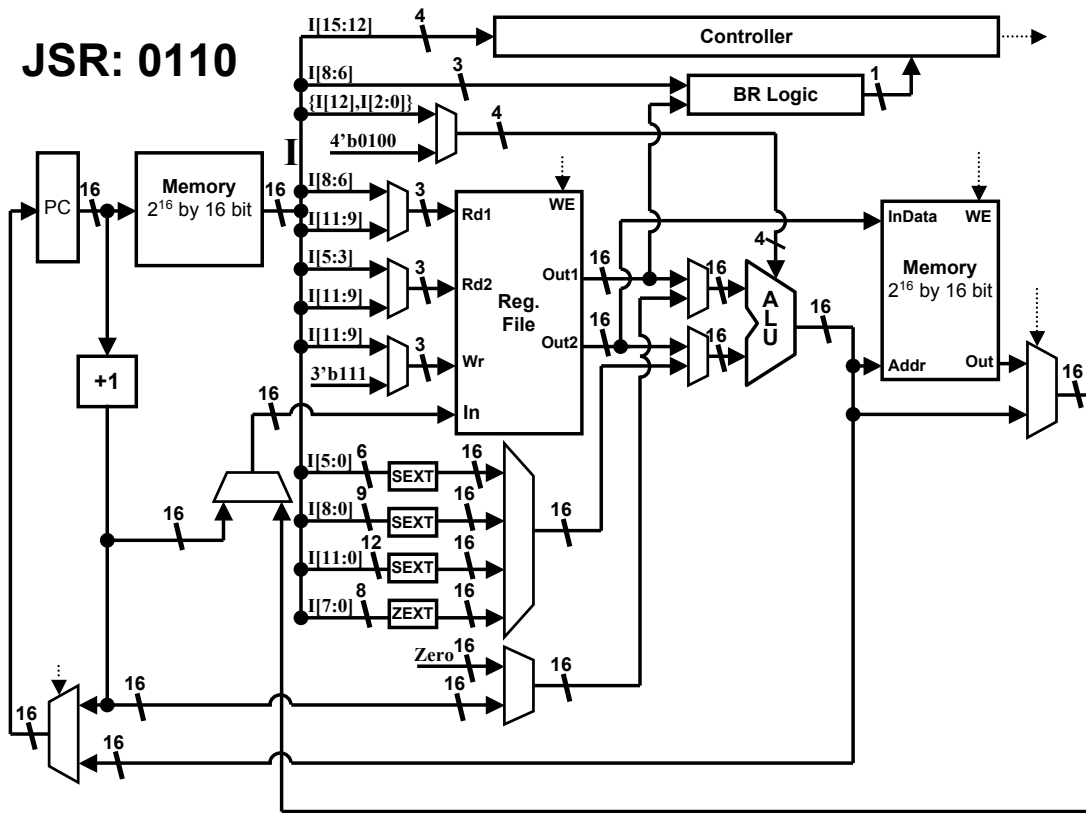 JSR: 0110
I[15:12]
4
Controller
I[8:6]
3
BR Logic
1
{I[12],I[2:0]}
4
4'b0100
I
PC
16
Memory
2^16 by 16 bit
16
I[8:6]
3
I[11:9]
I[5:3]
3
I[11:9]
I[11:9]
3
3'b111
16
Rd1
Rd2
Wr
In
WE
Reg.
File
Out1
Out2
16
16
16
16
4
ALU
16
InData
WE
Memory
2^16 by 16 bit
Addr
Out
16
+1
16
I[5:0]
6
SEXT
16
I[8:0]
9
SEXT
16
I[11:0]
12
SEXT
16
I[7:0]
8
ZEXT
16
16
Zero
16
16
16
16
16
16